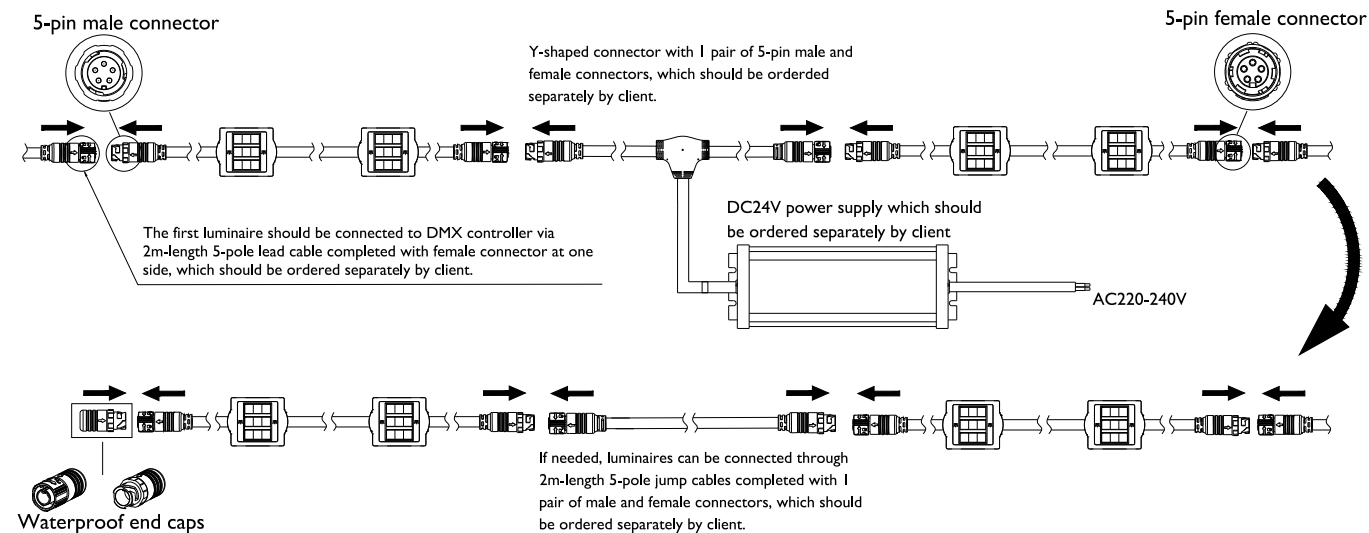 5-pin male connector
5-pin female connector
Y-shaped connector with 1 pair of 5-pin male and
female connectors, which should be orderded
separately by client.
The first luminaire should be connected to DMX controller via
2m-length 5-pole lead cable completed with female connector at one
side, which should be ordered separately by client.
DC24V power supply which should
be ordered separately by client
AC220-240V
If needed, luminaires can be connected through
2m-length 5-pole jump cables completed with 1
pair of male and female connectors, which should
be ordered separately by client.
Waterproof end caps